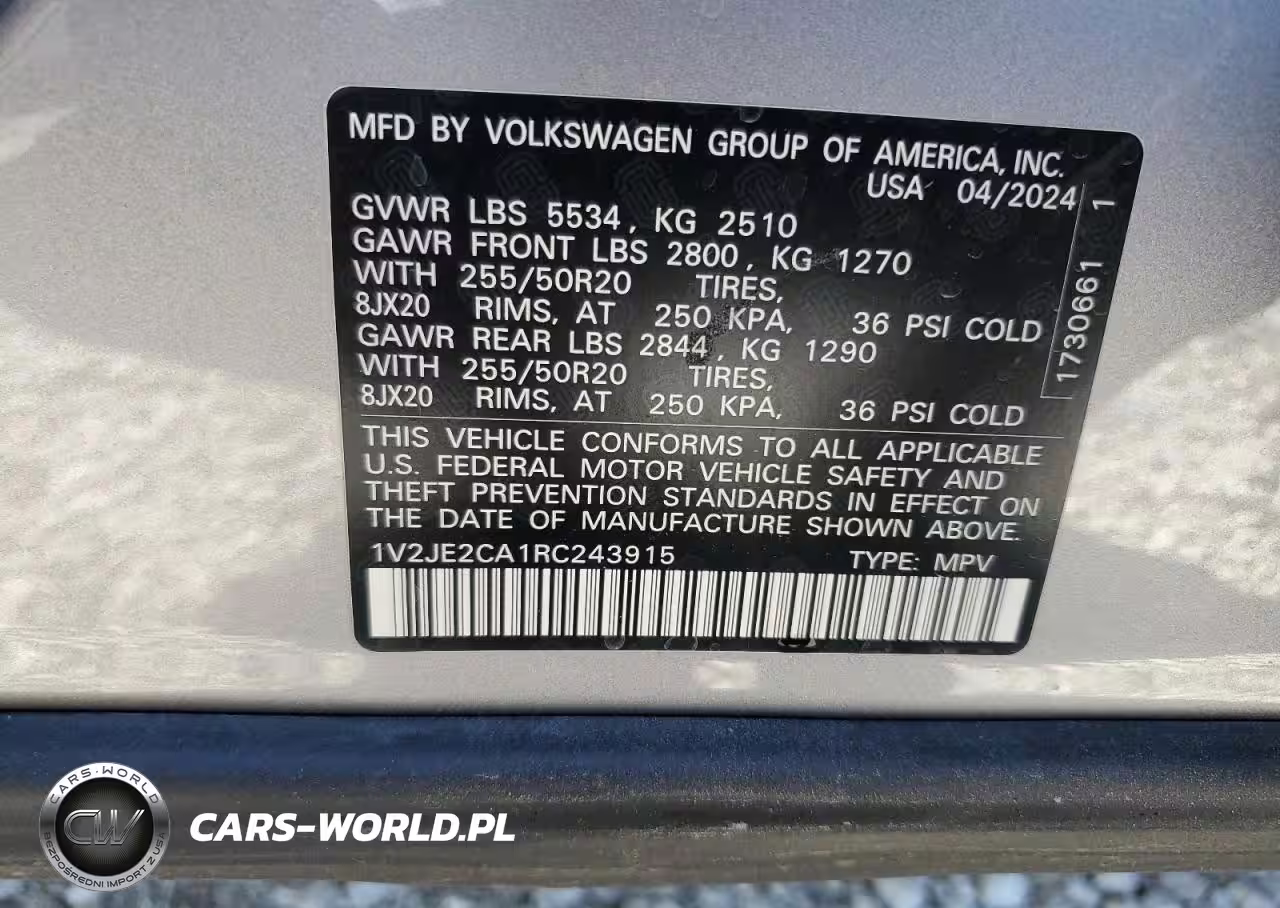 MFD BY VOLKSWAGEN GROUP OF AMERICA, INC.
USA 04/2024
GVWR LBS 5534, KG 2510
GAWR FRONT LBS 2800, KG 1270
WITH 255/50R20 TIRES,
8JX20 RIMS, AT 250 KPA, 36 PSI COLD
GAWR REAR LBS 2844, KG 1290
WITH 255/50R20 TIRES,
8JX20 RIMS, AT 250 KPA, 36 PSI COLD
1730661 1
THIS VEHICLE CONFORMS TO ALL APPLICABLE
U.S. FEDERAL MOTOR VEHICLE SAFETY AND
THEFT PREVENTION STANDARDS IN EFFECT ON
THE DATE OF MANUFACTURE SHOWN ABOVE.
1V2JE2CA1RC243915 TYPE: MPV
CARS-WORLD
CW
BEZPOŚREDNI IMPORT Z USA
CARS-WORLD.PL